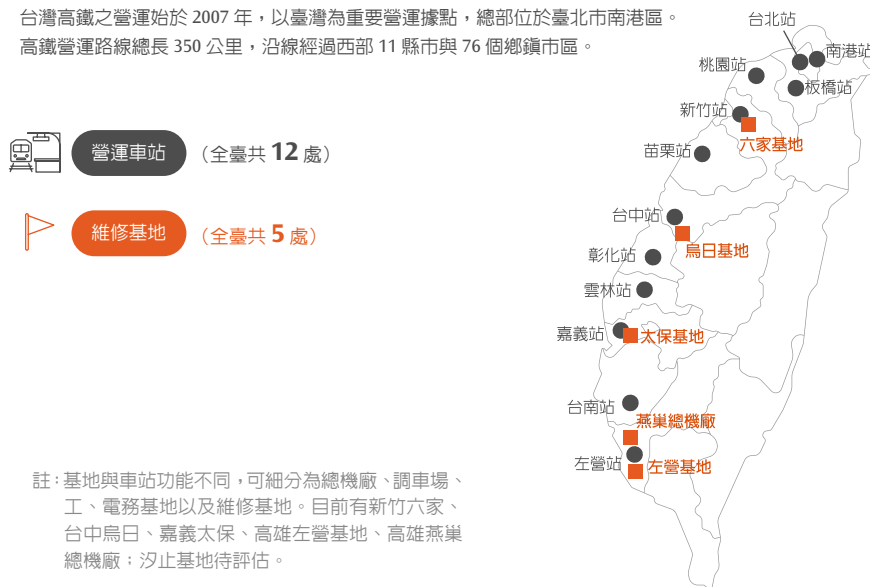 台灣高鐵之營運始於 2007 年，以臺灣為重要營運據點，總部位於臺北市南港區。
高鐵營運路線總長 350 公里，沿線經過西部 11 縣市與 76 個鄉鎮市區。
營運車站 （全臺共 12 處）
維修基地 （全臺共 5 處）
台北站
南港站
桃園站
板橋站
新竹站
六家基地
苗栗站
台中站
烏日基地
彰化站
雲林站
嘉義站
太保基地
台南站
燕巢總機廠
左營站
左營基地
註：基地與車站功能不同，可細分為總機廠、調車場、
工、電務基地以及維修基地。目前有新竹六家、
台中烏日、嘉義太保、高雄左營基地、高雄燕巢
總機廠；汐止基地待評估。